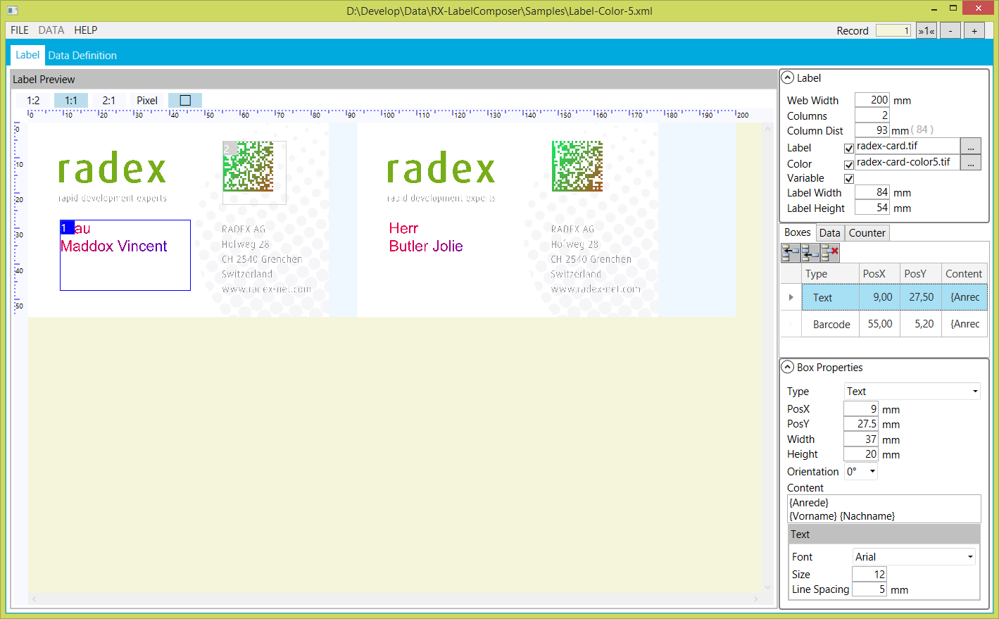 D:\Develop\Data\RX-LabelComposer\Samples\Label-Color-5.xml
FILE DATA HELP
Record 1 »1« - +
Label Data Definition
Label Preview
1:2 1:1 2:1 Pixel
0 10 20 30 40 50 60 70 80 90 100 110 120 130 140 150 160 170 180 190 200
0
10
20
30
40
50
radex
rapid development experts
2
1 au
Maddox Vincent
RADEX AG
Hofweg 28
CH 2540 Grenchen
Switzerland
www.radex-net.com
radex
rapid development experts
Herr
Butler Jolie
RADEX AG
Hofweg 28
CH 2540 Grenchen
Switzerland
www.radex-net.com
Label
Web Width 200 mm
Columns 2
Column Dist 93 mm ( 84 )
Label radex-card.tif ...
Color radex-card-color5.tif ...
Variable
Label Width 84 mm
Label Height 54 mm
Boxes Data Counter
Type PosX PosY Content
Text 9,00 27,50 {Anrec
Barcode 55,00 5,20 {Anrec
Box Properties
Type Text
PosX 9 mm
PosY 27.5 mm
Width 37 mm
Height 20 mm
Orientation 0°
Content
{Anrede}
{Vorname} {Nachname}
Text
Font Arial
Size 12
Line Spacing 5 mm